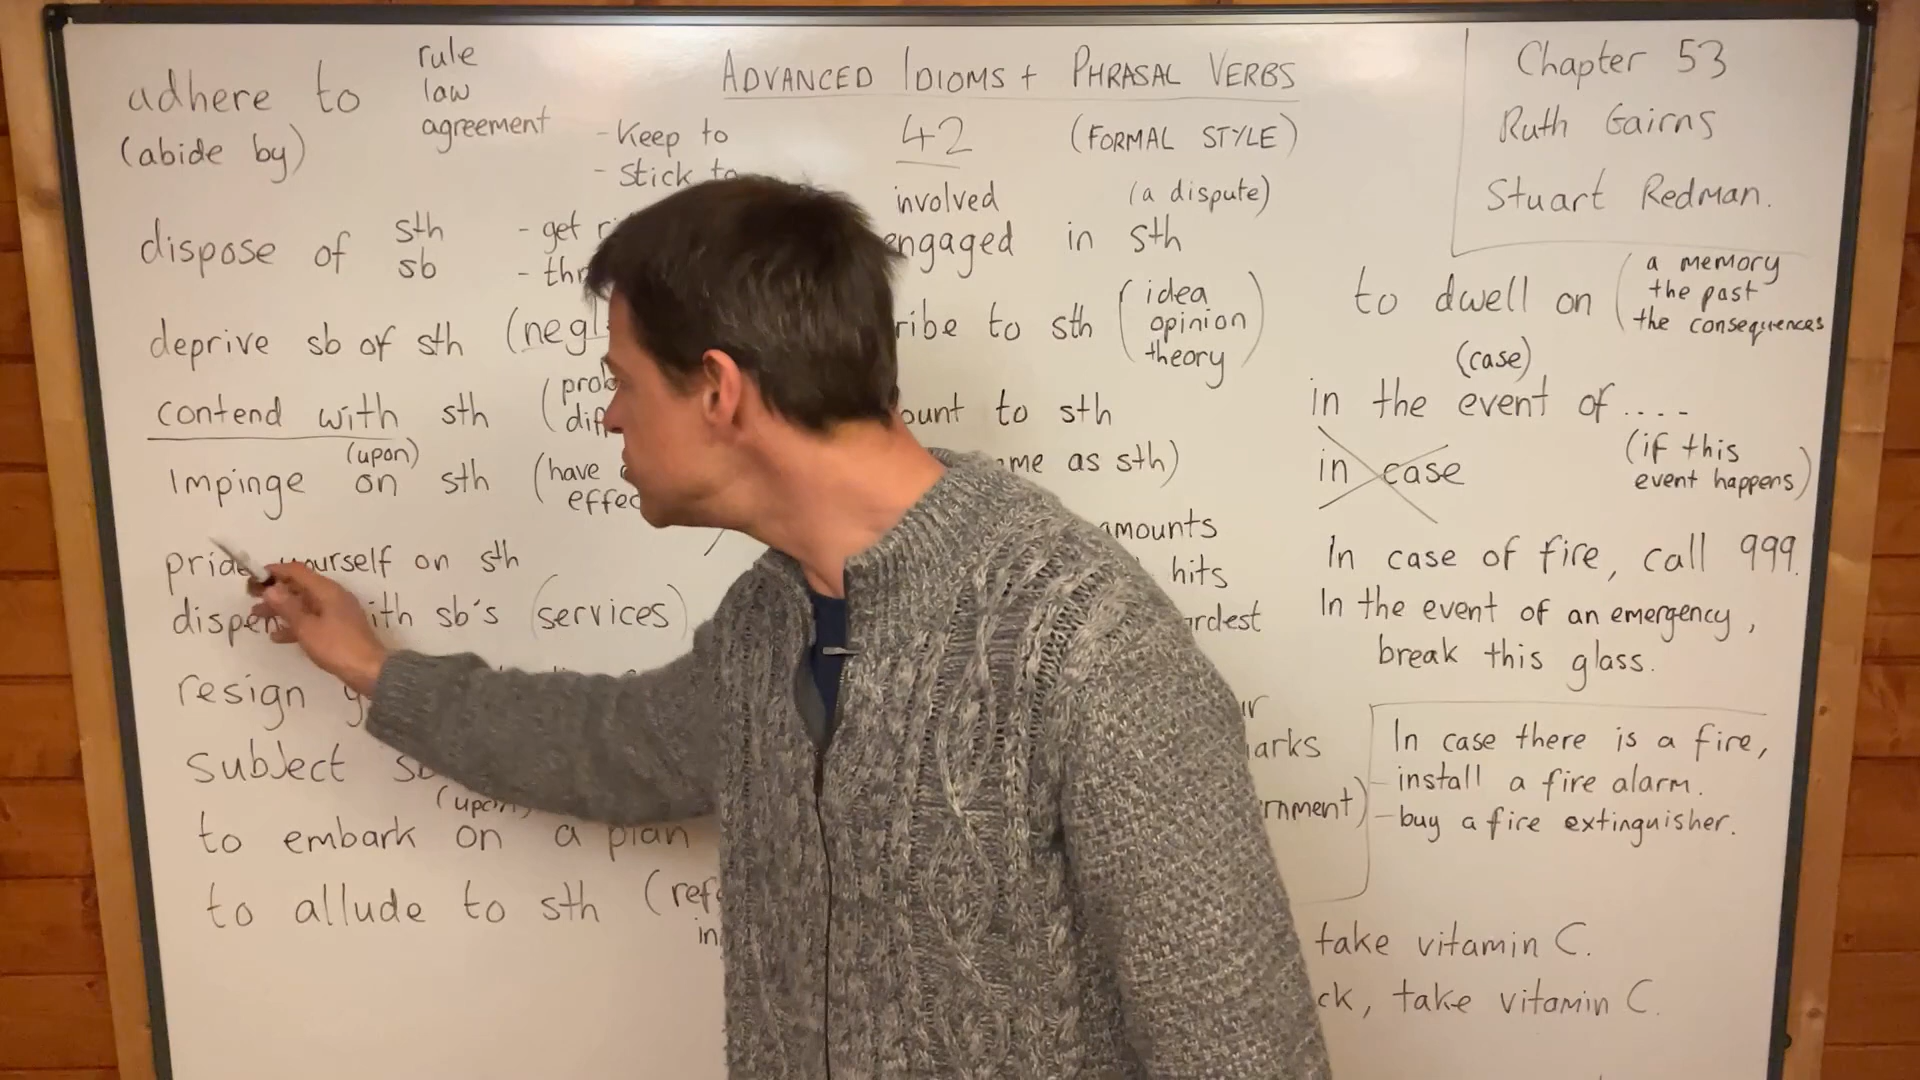 ADVANCED IDIOMS + PHRASAL VERBS
42 (FORMAL STYLE)
Chapter 53
Ruth Gairns
Stuart Redman.
adhere to
rule
law
agreement
(abide by)
- Keep to
- Stick to
dispose of sth
sb
- get
deprive sb of sth
contend with sth
(upon)
Impinge on sth (have
pride yourself on sth
with sb's (services)
resign
subject
(upon)
to embark on a plan
to allude to sth
involved (a dispute)
engaged in sth
to sth (idea
opinion
theory)
to sth
as sth)
amounts
hits
to dwell on (a memory
the past
the consequences
(case)
in the event of ....
in case
(if this
event happens)
In case of fire, call 999.
In the event of an emergency,
break this glass.
In case there is a fire,
- install a fire alarm.
- buy a fire extinguisher.
take vitamin C.
take vitamin C.